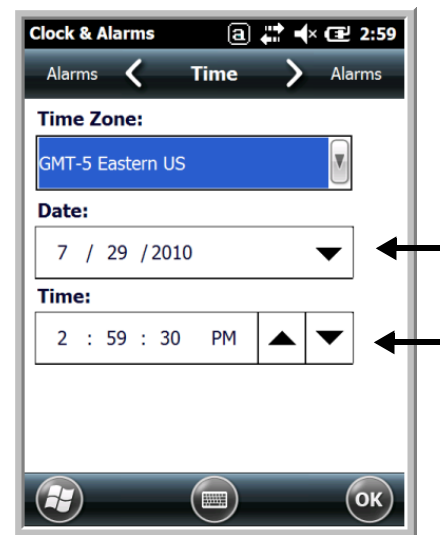 Clock & Alarms a 2:59
Alarms Time Alarms
Time Zone:
GMT-5 Eastern US
Date:
7 / 29 / 2010
Time:
2 : 59 : 30 PM
OK